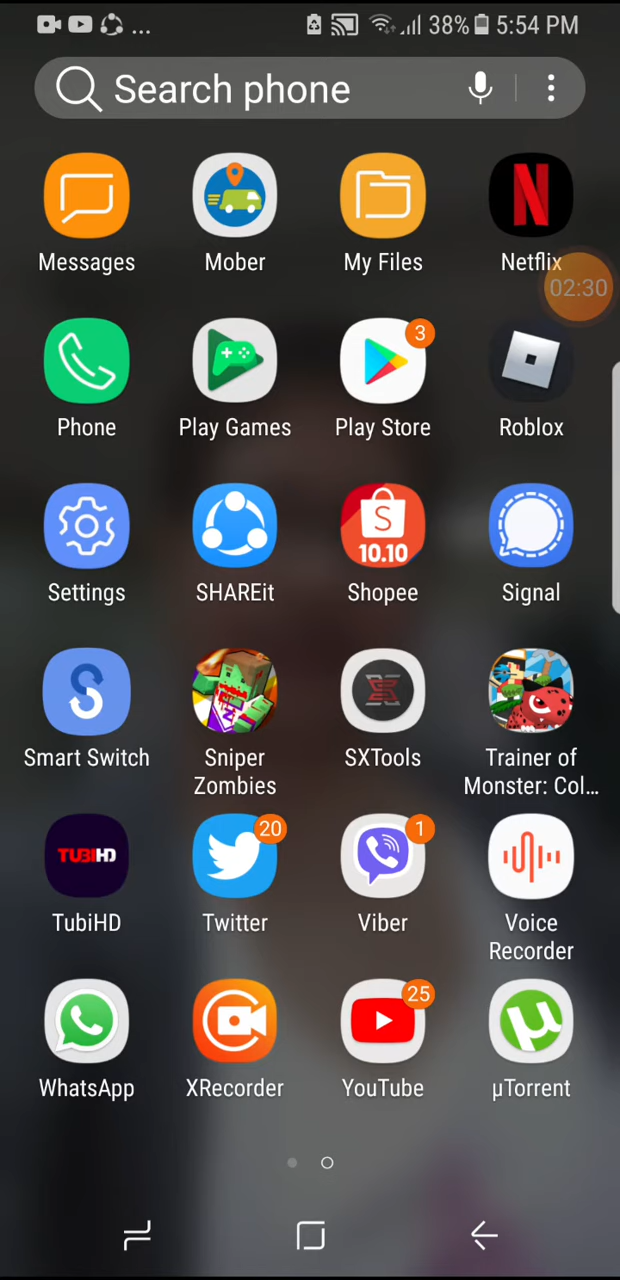 ... 38% 5:54 PM
Search phone
Messages Mober My Files Netflix
02:30
3
Phone Play Games Play Store Roblox
S
10.10
Settings SHAREit Shopee Signal
Smart Switch Sniper Zombies SXTools Trainer of Monster: Col...
20 1
TUBIHD
TubiHD Twitter Viber Voice Recorder
25
WhatsApp XRecorder YouTube µTorrent